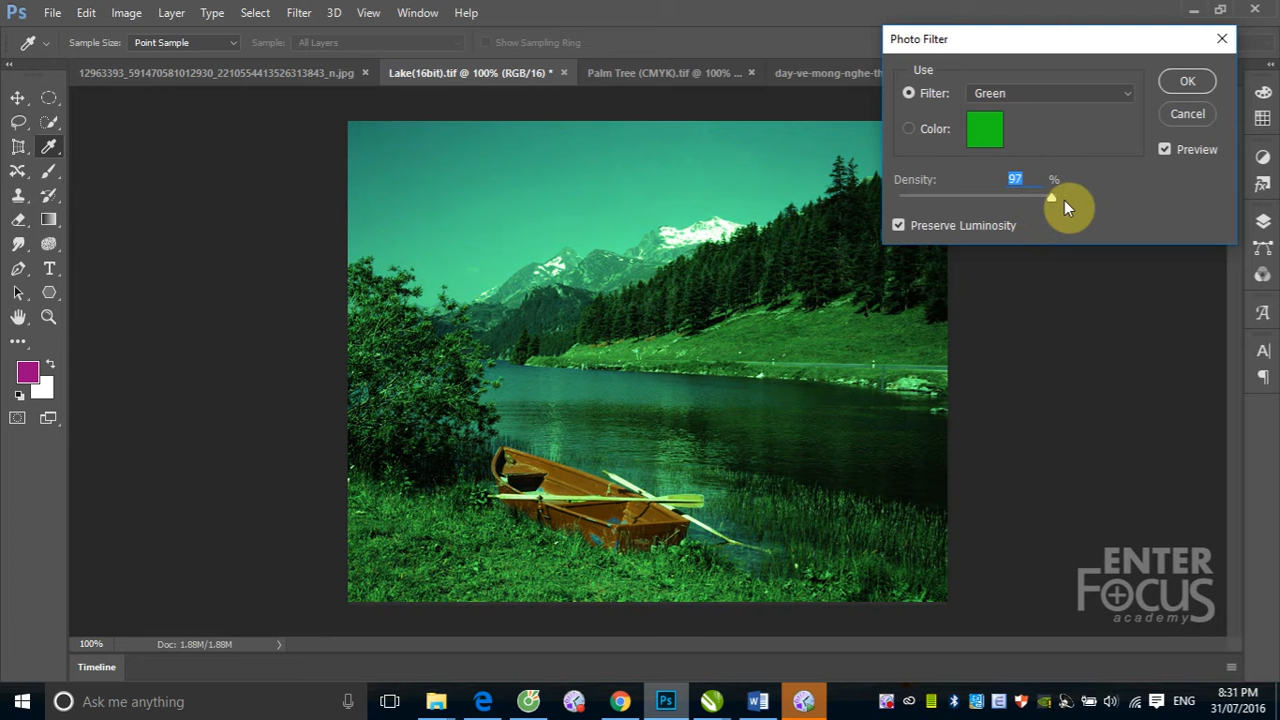 Ps File Edit Image Layer Type Select Filter 3D View Window Help
Sample Size: Point Sample Sample: All Layers Show Sampling Ring
12963393_591470581012930_2210554413526313843_n.jpg × Lake(16bit).tif @ 100% (RGB/16) * × Palm Tree (CMYK).tif @ 100% ... × day-ve-mong-nghe-th
Photo Filter
Use
Filter: Green
OK
Color:
Cancel
Preview
Density: 97 %
Preserve Luminosity
T
A
A
ENTER
FOCUS
academy
100% Doc: 1.88M/1.88M
Timeline
Ask me anything
Ps
ENG
8:31 PM
31/07/2016